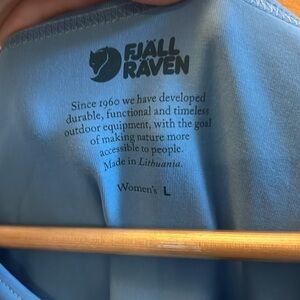 FJÄLL
RÄVEN
Since 1960 we have developed
durable, functional and timeless
outdoor equipment, with the goal
of making nature more
accessible to people.
Made in Lithuania.
Women's L